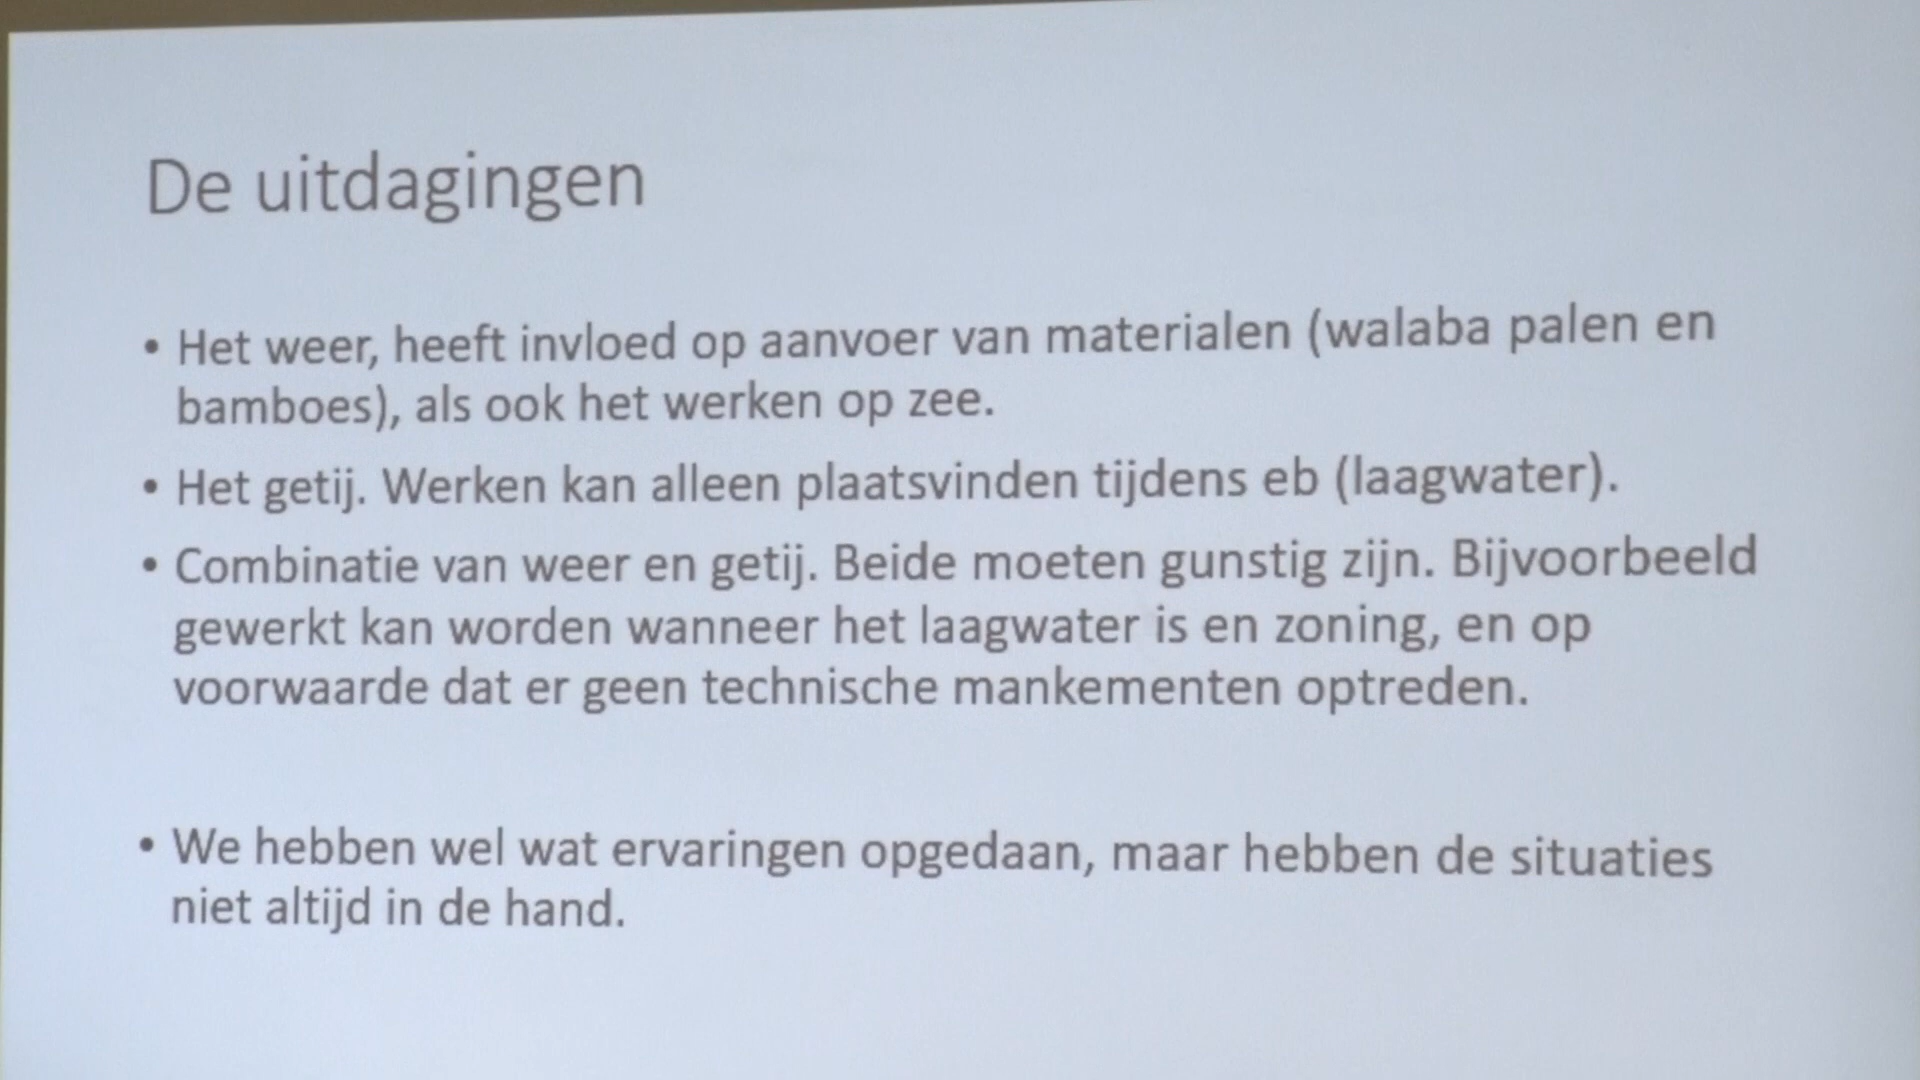 De uitdagingen
• Het weer, heeft invloed op aanvoer van materialen (walaba palen en
bamboes), als ook het werken op zee.
• Het getij. Werken kan alleen plaatsvinden tijdens eb (laagwater).
• Combinatie van weer en getij. Beide moeten gunstig zijn. Bijvoorbeeld
gewerkt kan worden wanneer het laagwater is en zoning, en op
voorwaarde dat er geen technische mankementen optreden.
• We hebben wel wat ervaringen opgedaan, maar hebben de situaties
niet altijd in de hand.